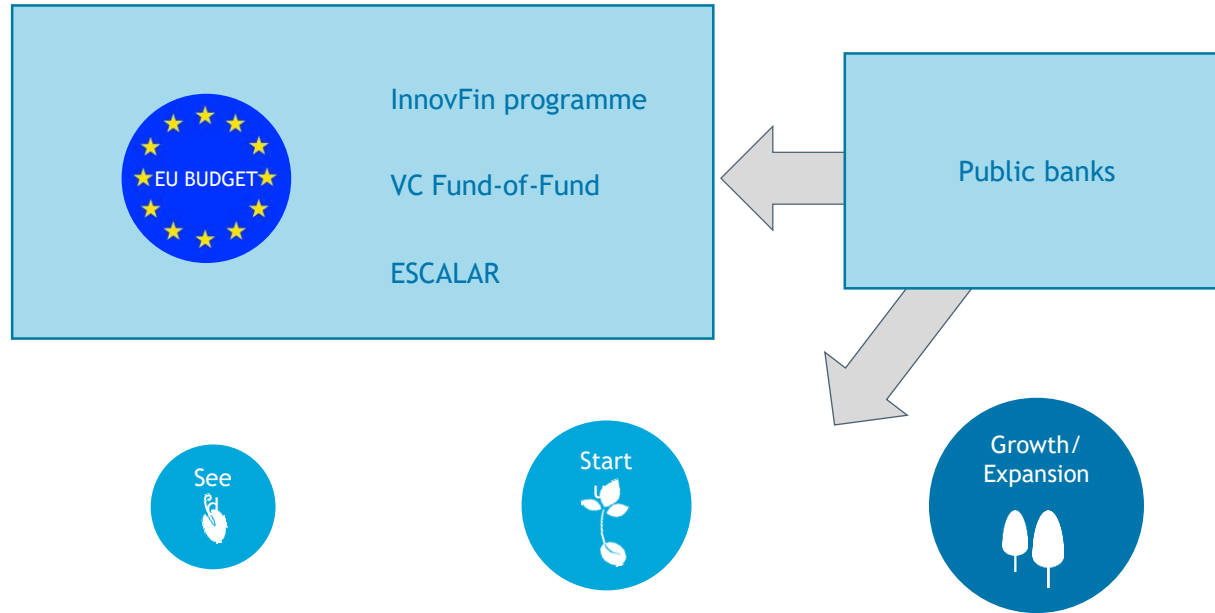 InnovFin programme
EU BUDGET
VC Fund-of-Fund
Public banks
ESCALAR
See
d
Start
u
Growth/
Expansion